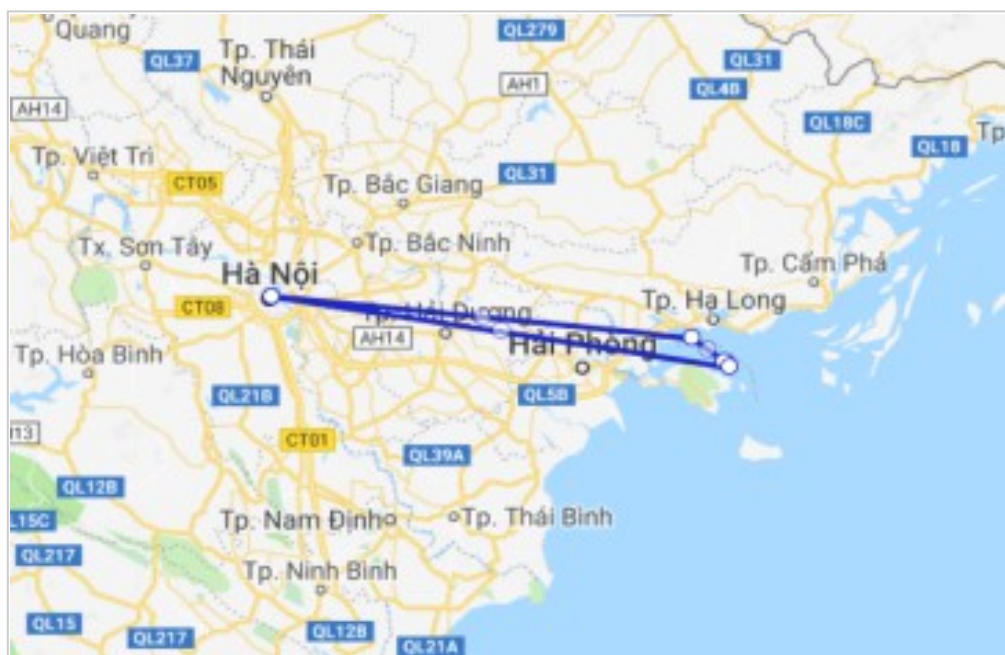 Quang
QL279
QL37
Tp. Thái
Nguyên
QL31
AH1
QL4B
AH14
QL18C
QL18
Tp. Việt Trì
CT05
QL31
Tp. Bắc Giang
Tx. Sơn Tây
Tp. Bắc Ninh
Hà Nội
Tp. Cẩm Phả
CT08
Tp. Hải Dương
Tp. Hạ Long
AH14
Hải Phòng
Tp. Hòa Bình
QL21B
QL5B
CT01
QL39A
QL12B
QL15C
Tp. Nam Định
Tp. Thái Bình
QL217
Tp. Ninh Bình
QL15
QL217
QL12B
QL21A